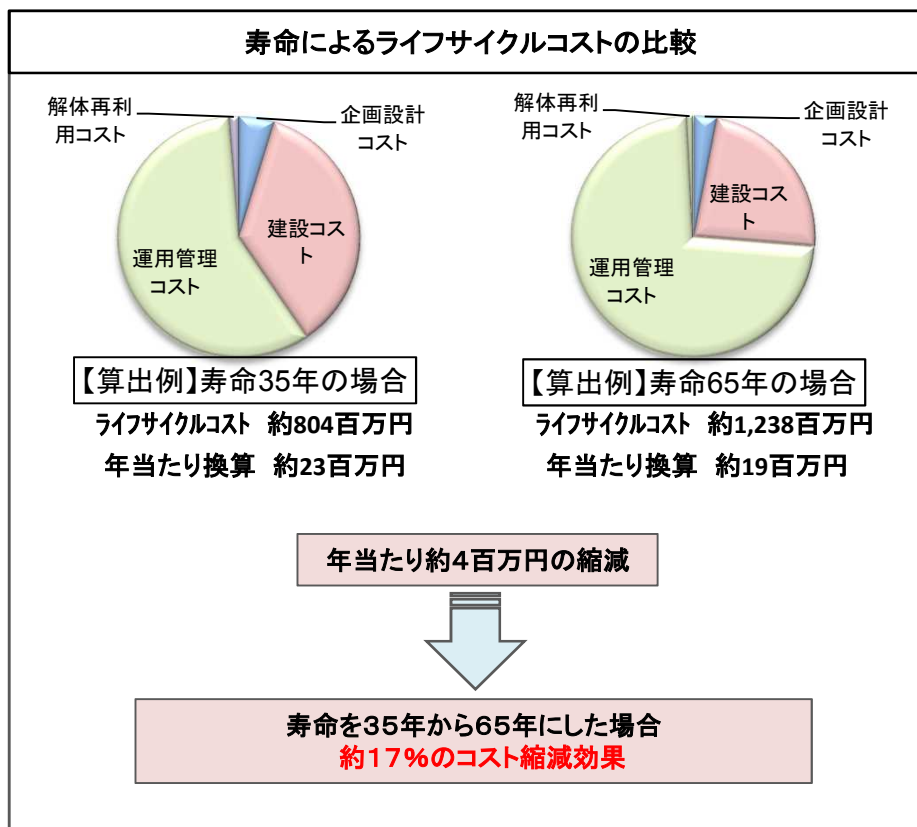 寿命によるライフサイクルコストの比較
解体再利
用コスト
企画設計
コスト
建設コス
ト
運用管理
コスト
【算出例】寿命35年の場合
ライフサイクルコスト 約804百万円
年当たり換算 約23百万円
解体再利
用コスト
企画設計
コスト
建設コス
ト
運用管理
コスト
【算出例】寿命65年の場合
ライフサイクルコスト 約1,238百万円
年当たり換算 約19百万円
年当たり約4百万円の縮減
寿命を35年から65年にした場合
約17%のコスト縮減効果